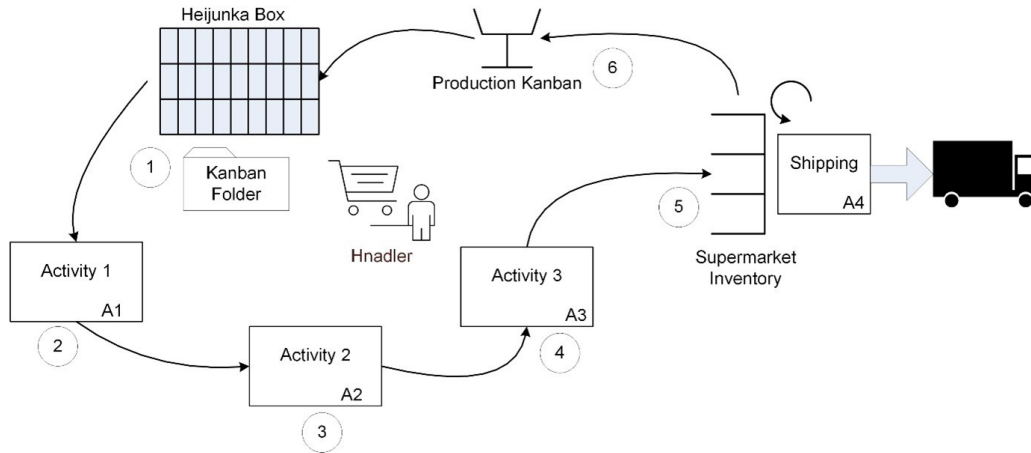 Heijunka Box
Production Kanban
6
1
Kanban
Folder
Shipping
A4
5
Hnadler
Supermarket
Inventory
Activity 1
A1
2
Activity 3
A3
4
Activity 2
A2
3